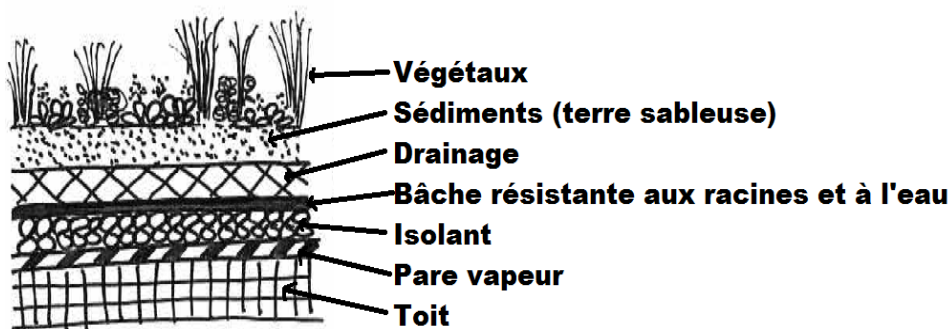 Végétaux
Sédiments (terre sableuse)
Drainage
Bâche résistante aux racines et à l'eau
Isolant
Pare vapeur
Toit